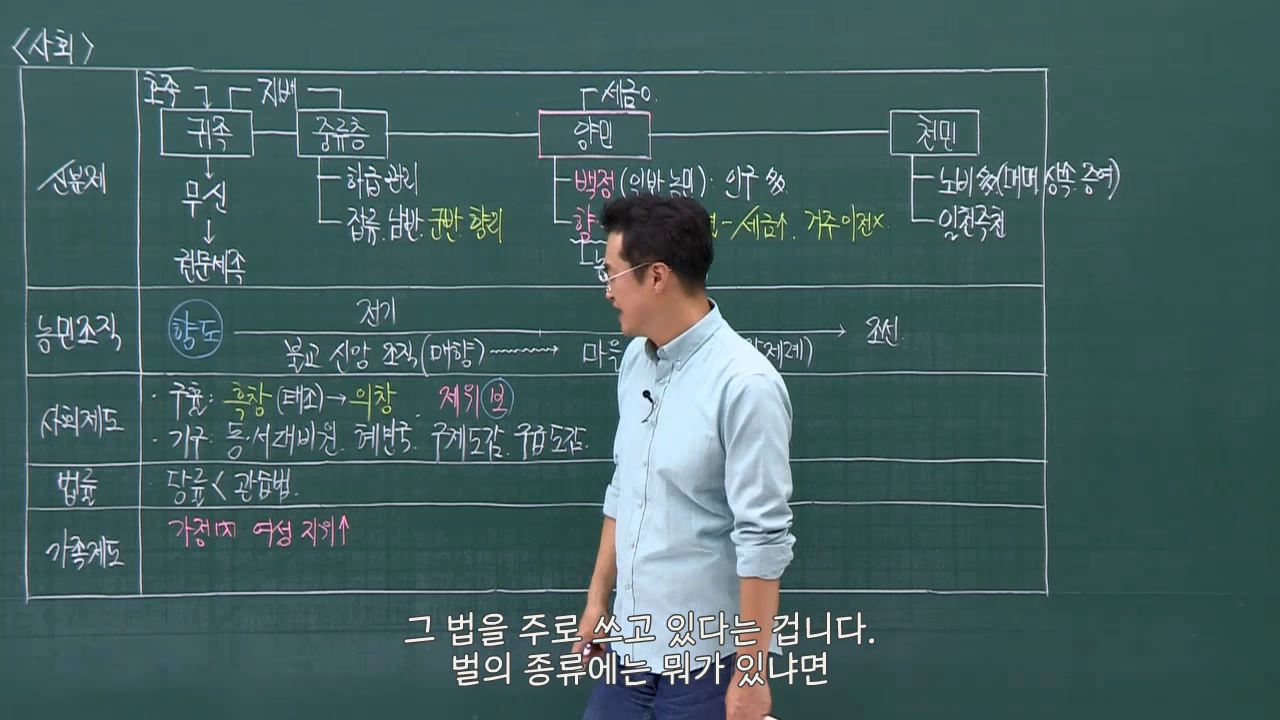 <사회>
호족 지배 세금○.
신분제 귀족 중류층 양민 천민
무신 하급 관리 백정 (일반 농민): 인구 多. 노비 多(매매 상속 증여)
잡류. 남반. 군반 향리 향 세금↑. 거주이전×. 일천즉천
권문세족
농민조직 향도 전기 조선
불교 신앙 조직 (매향) 마을
사회제도 · 구휼: 흑창 (태조)→의창. 제위보
· 기구: 동·서대비원. 혜민국. 구제도감. 구급도감.
법률 당률 < 관습법.
가족제도 가정內 여성 지위↑
그 법을 주로 쓰고 있다는 겁니다.
벌의 종류에는 뭐가 있냐면